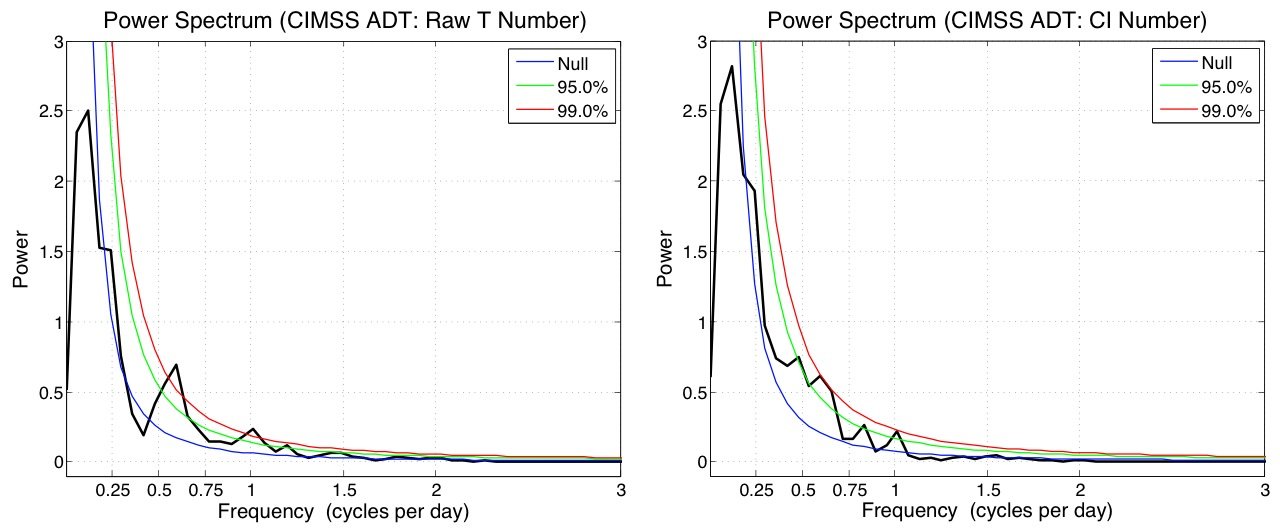 Power Spectrum (CIMSS ADT: Raw T Number)
3
2.5
2
1.5
1
0.5
0
Power
Null
95.0%
99.0%
0.25 0.5 0.75 1 1.5 2 3
Frequency (cycles per day)
Power Spectrum (CIMSS ADT: CI Number)
3
2.5
2
1.5
1
0.5
0
Power
Null
95.0%
99.0%
0.25 0.5 0.75 1 1.5 2 3
Frequency (cycles per day)